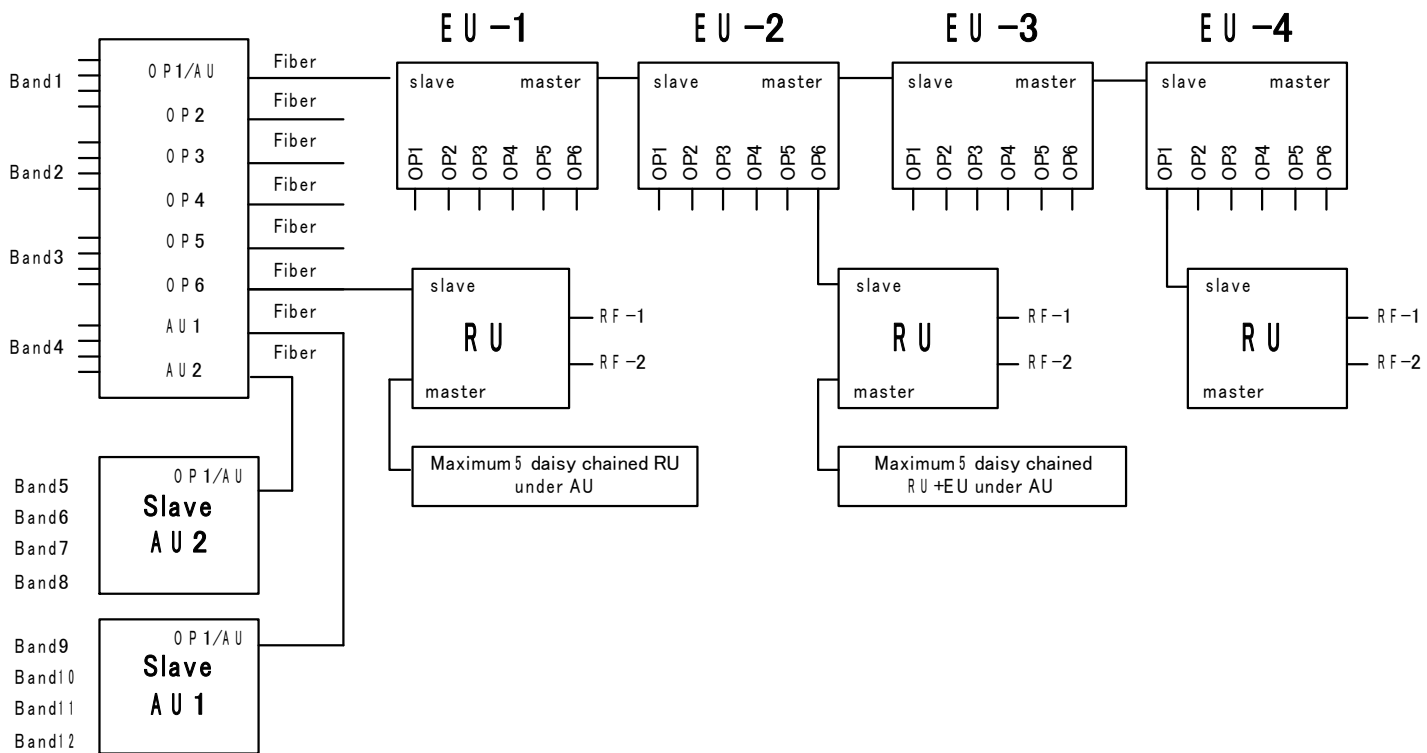 EU-1
EU-2
EU-3
EU-4
Band1
Band2
Band3
Band4
OP1/AU
OP2
OP3
OP4
OP5
OP6
AU1
AU2
Fiber
Fiber
Fiber
Fiber
Fiber
Fiber
Fiber
Fiber
slave master
OP1 OP2 OP3 OP4 OP5 OP6
slave master
OP1 OP2 OP3 OP4 OP5 OP6
slave master
OP1 OP2 OP3 OP4 OP5 OP6
slave master
OP1 OP2 OP3 OP4 OP5 OP6
slave
RU
master
RF-1
RF-2
slave
RU
master
RF-1
RF-2
slave
RU
master
RF-1
RF-2
Maximum 5 daisy chained RU
under AU
Maximum 5 daisy chained
RU+EU under AU
Band5
Band6
Band7
Band8
OP1/AU
Slave
AU2
Band9
Band10
Band11
Band12
OP1/AU
Slave
AU1